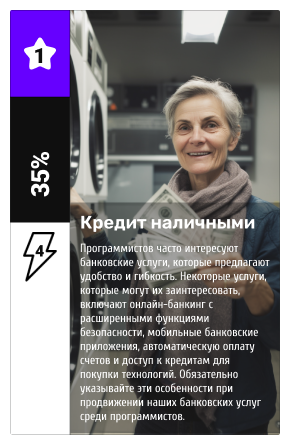 1
35%
4
Кредит наличными
Программистов часто интересуют
банковские услуги, которые предлагают
удобство и гибкость. Некоторые услуги,
которые могут их заинтересовать,
включают онлайн-банкинг с
расширенными функциями
безопасности, мобильные банковские
приложения, автоматическую оплату
счетов и доступ к кредитам для
покупки технологий. Обязательно
указывайте эти особенности при
продвижении наших банковских услуг
среди программистов.